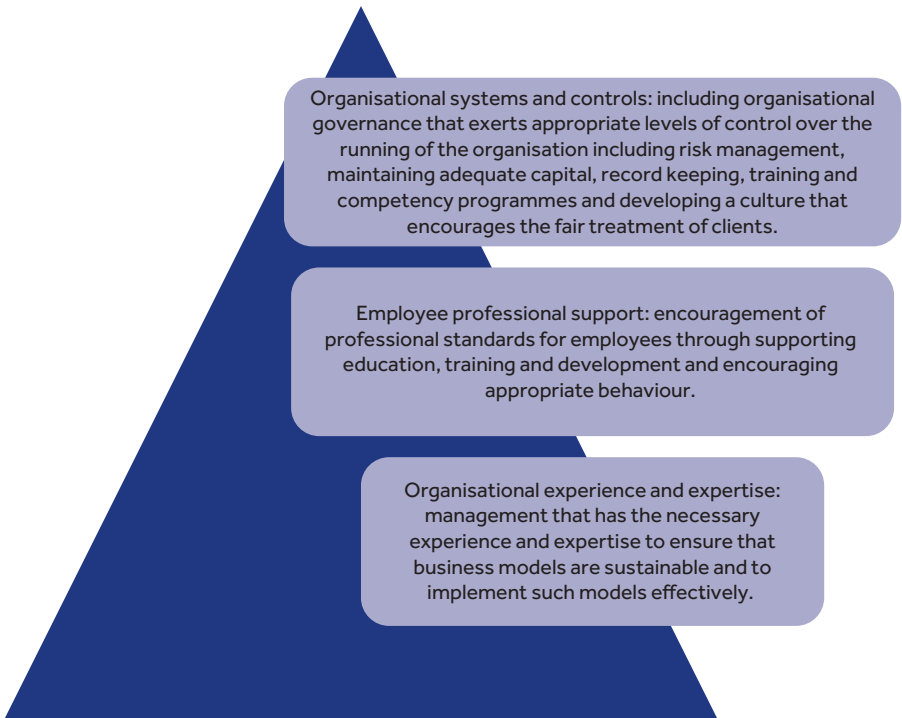 Organisational systems and controls: including organisational
governance that exerts appropriate levels of control over the
running of the organisation including risk management,
maintaining adequate capital, record keeping, training and
competency programmes and developing a culture that
encourages the fair treatment of clients.
Employee professional support: encouragement of
professional standards for employees through supporting
education, training and development and encouraging
appropriate behaviour.
Organisational experience and expertise:
management that has the necessary
experience and expertise to ensure that
business models are sustainable and to
implement such models effectively.